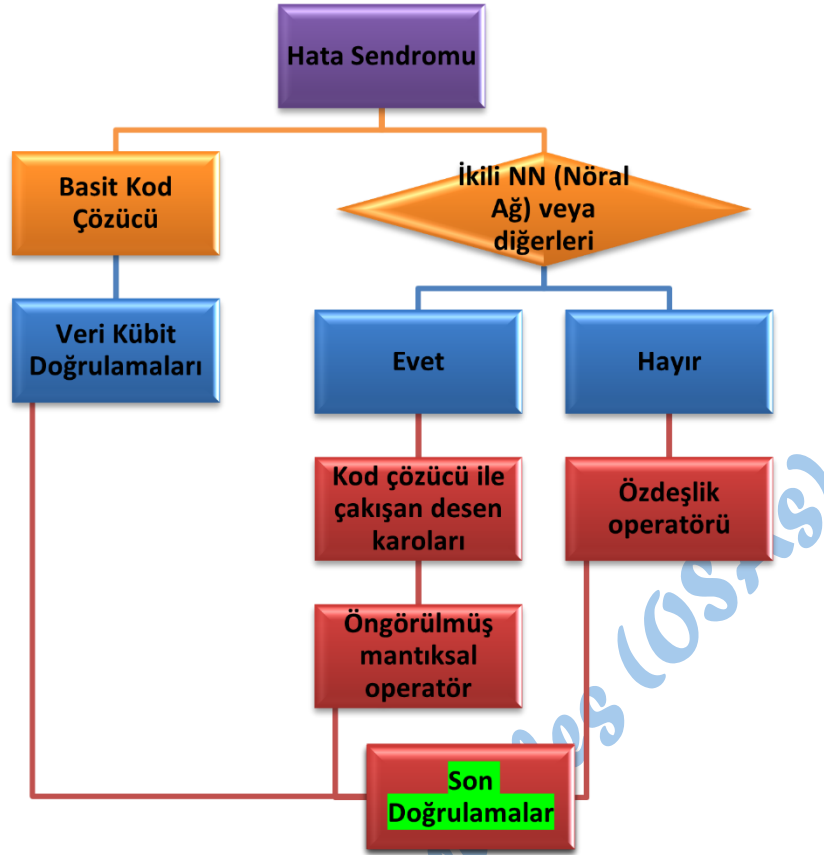 Hata Sendromu
Basit Kod
Çözücü
İkili NN (Nöral
Ağ) veya
diğerleri
Veri Kübit
Doğrulamaları
Evet
Hayır
Kod çözücü ile
çakışan desen
karoları
Özdeşlik
operatörü
Öngörülmüş
mantıksal
operatör
Son
Doğrulamalar
(OSAs)